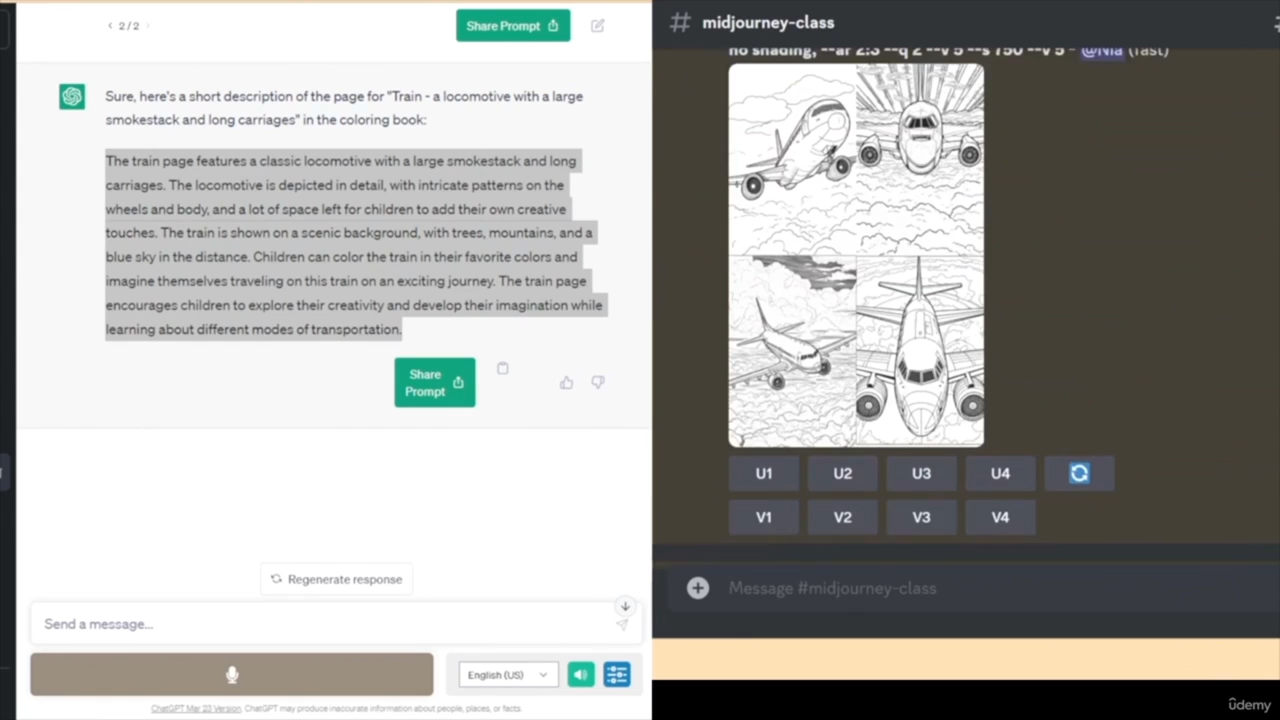 2 / 2
Share Prompt
Sure, here's a short description of the page for "Train - a locomotive with a large
smokestack and long carriages" in the coloring book:
The train page features a classic locomotive with a large smokestack and long
carriages. The locomotive is depicted in detail, with intricate patterns on the
wheels and body, and a lot of space left for children to add their own creative
touches. The train is shown on a scenic background, with trees, mountains, and a
blue sky in the distance. Children can color the train in their favorite colors and
imagine themselves traveling on this train on an exciting journey. The train page
encourages children to explore their creativity and develop their imagination while
learning about different modes of transportation.
Share
Prompt
Regenerate response
Send a message...
English (US)
ChatGPT Mar 23 Version. ChatGPT may produce inaccurate information about people, places, or facts.
# midjourney-class
no shading, --ar 2:3 --q 2 --v 5 --s 750 --v 5 - @Nia (fast)
U1 U2 U3 U4
V1 V2 V3 V4
Message #midjourney-class
ûdemy